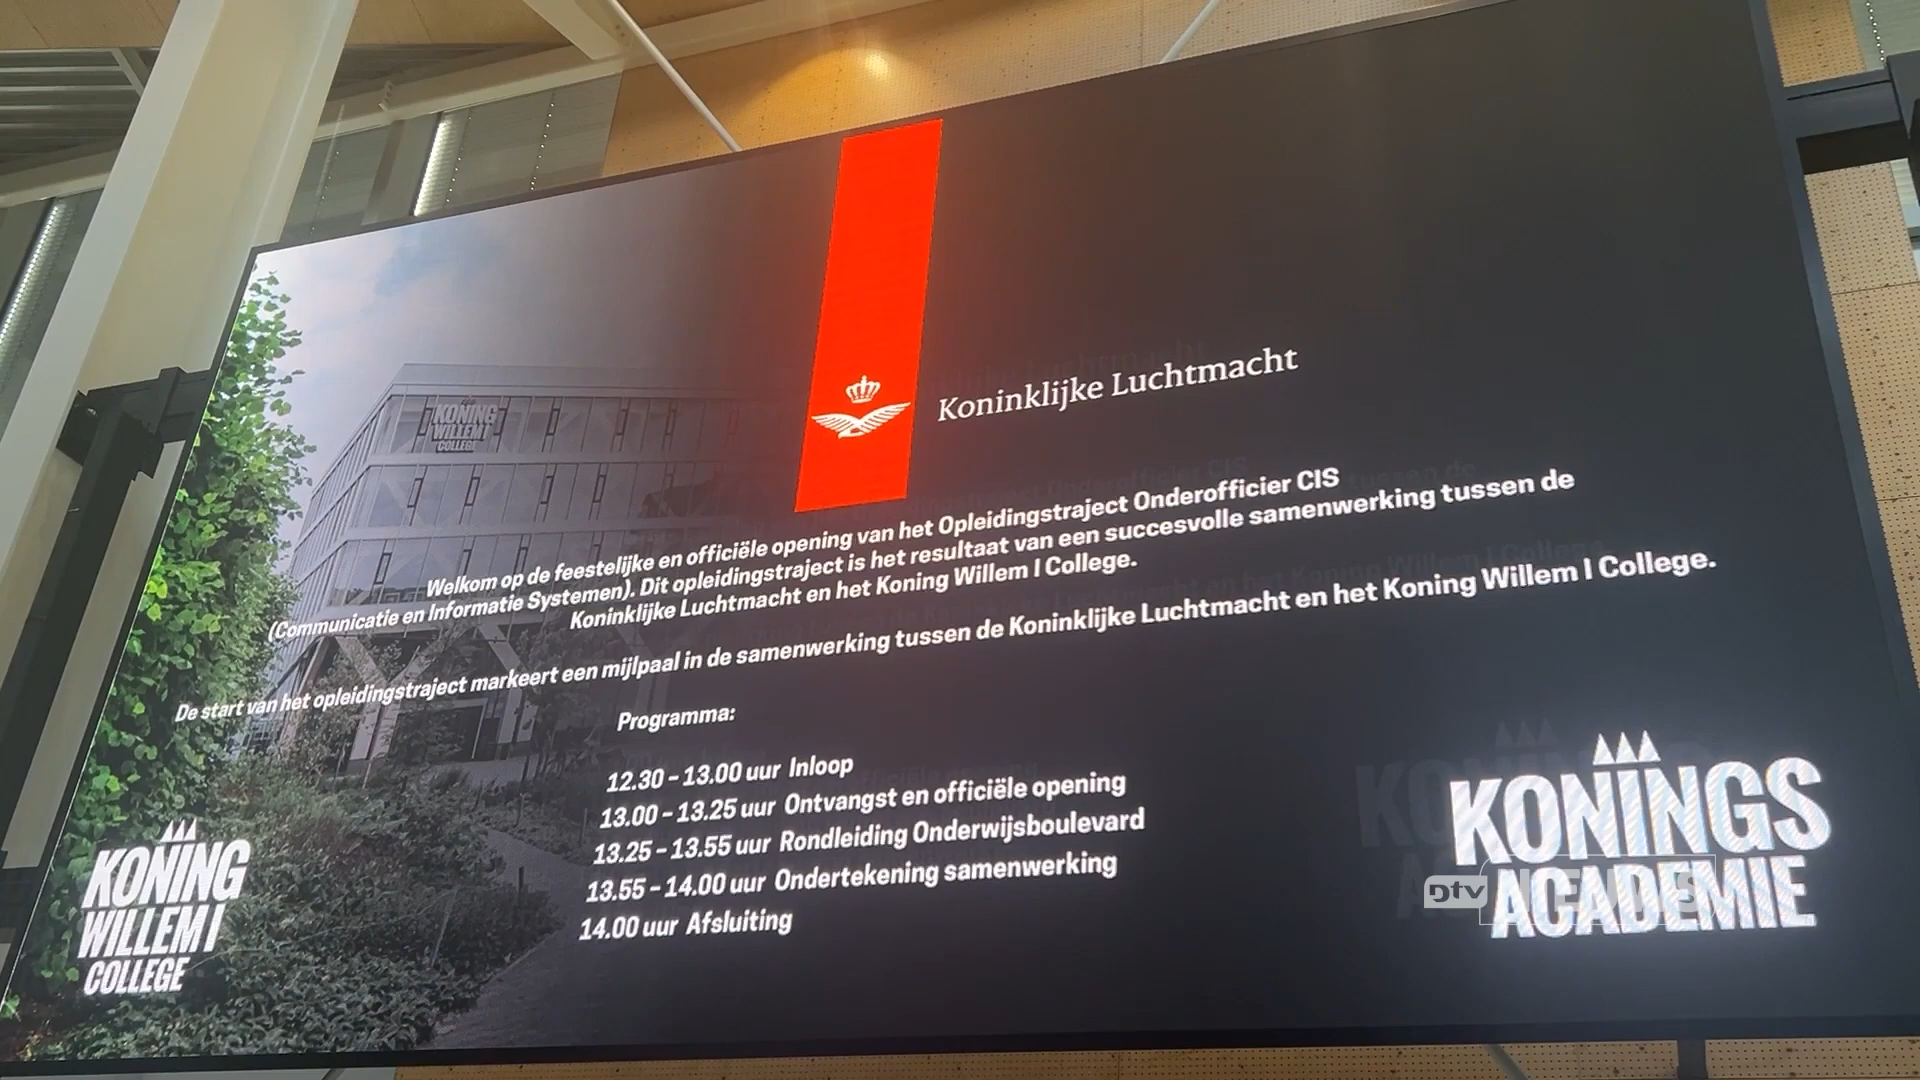 Koninklijke Luchtmacht
KONING
WILLEM I
COLLEGE
Welkom op de feestelijke en officiële opening van het Opleidingstraject Onderofficier CIS
(Communicatie en Informatie Systemen). Dit opleidingstraject is het resultaat van een succesvolle samenwerking tussen de
Koninklijke Luchtmacht en het Koning Willem I College.
De start van het opleidingstraject markeert een mijlpaal in de samenwerking tussen de Koninklijke Luchtmacht en het Koning Willem I College.
Programma:
12.30 – 13.00 uur Inloop
13.00 – 13.25 uur Ontvangst en officiële opening
13.25 – 13.55 uur Rondleiding Onderwijsboulevard
13.55 – 14.00 uur Ondertekening samenwerking
14.00 uur Afsluiting
KONING
WILLEM I
COLLEGE
KONINGS
ACADEMIE
Dtv NEWS